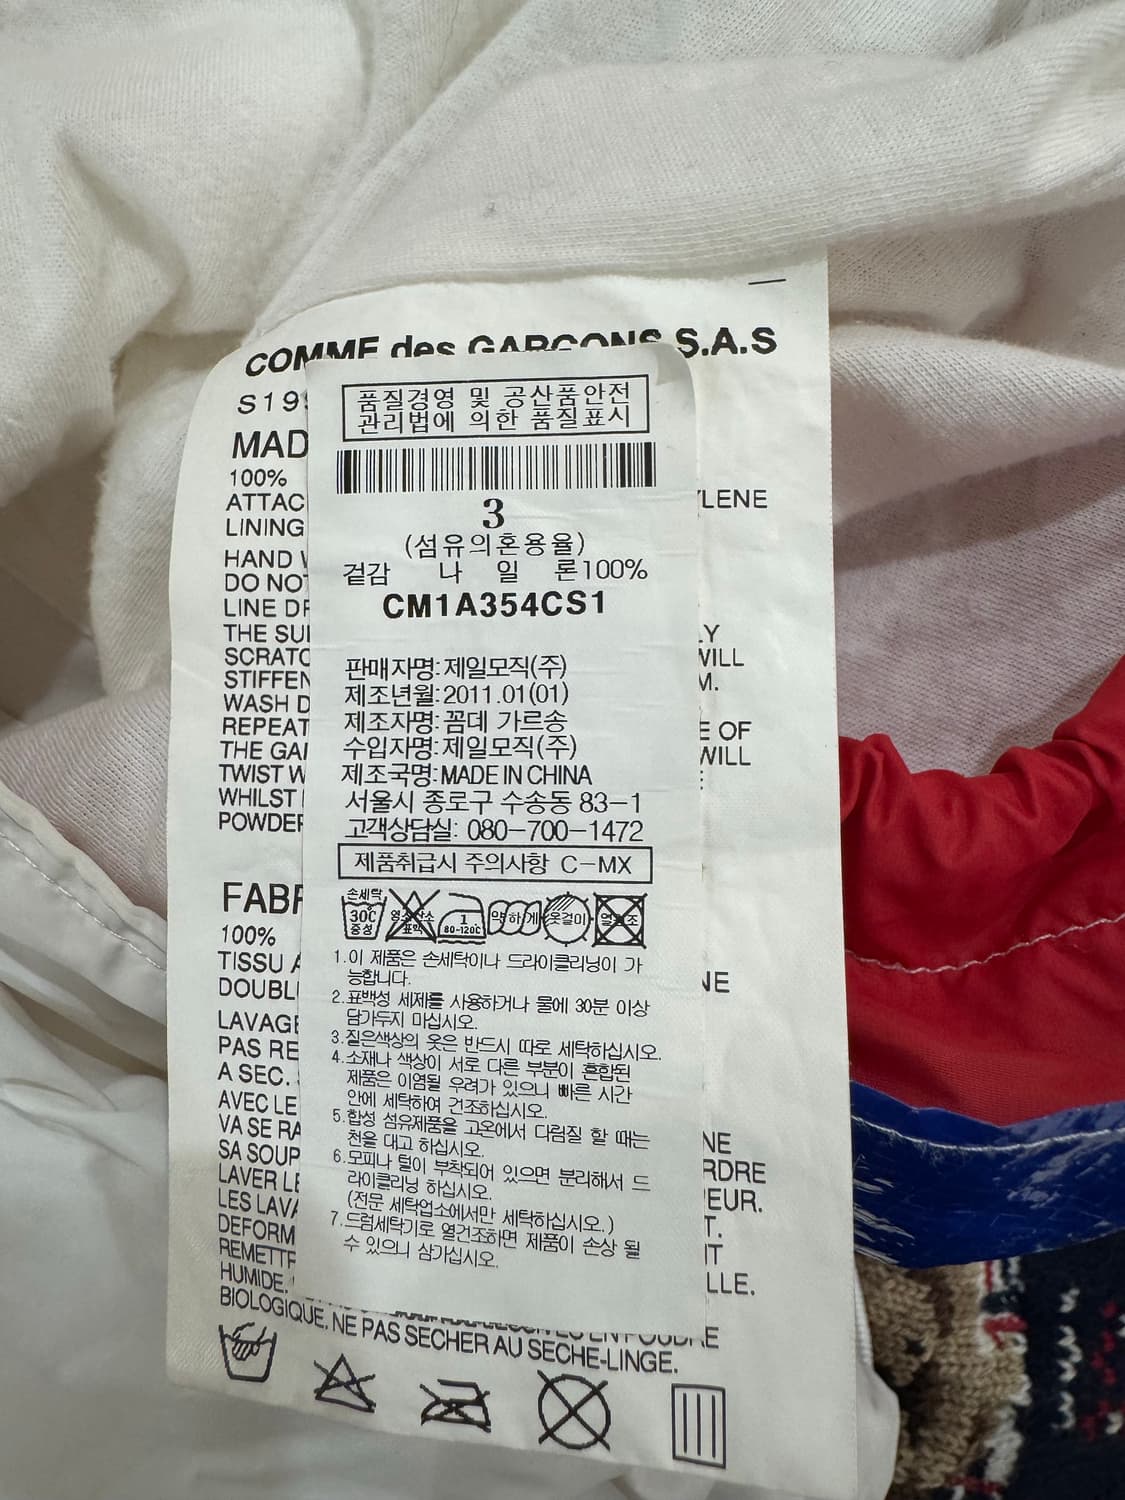 COMME des GARCONS S.A.S
S199
MAD
100%
ATTAC
YLENE
LINING
HAND W
DO NOT
LINE DR
THE SUR
LY
SCRATC
WILL
STIFFEN
M.
WASH D
REPEAT
E OF
THE GAR
WILL
TWIST W
WHILST
POWDER
품질경영 및 공산품안전
관리법에 의한 품질표시
3
(섬유의혼용율)
겉감 나 일 론100%
CM1A354CS1
판매자명:제일모직(주)
제조년월:2011.01(01)
제조자명:꼼데 가르송
수입자명:제일모직(주)
제조국명:MADE IN CHINA
서울시 종로구 수송동 83-1
고객상담실: 080-700-1472
제품취급시 주의사항 C-MX
손세탁
30℃
중성
염소산소
표백
1
80-120℃
약하게
옷걸이
열건조
1.이 제품은 손세탁이나 드라이클리닝이 가
능합니다.
2.표백성 세제를 사용하거나 물에 30분 이상
담가두지 마십시오.
3.짙은색상의 옷은 반드시 따로 세탁하십시오.
4.소재나 색상이 서로 다른 부분이 혼합된
제품은 이염될 우려가 있으니 빠른 시간
안에 세탁하여 건조하십시오.
5.합성 섬유제품을 고온에서 다림질 할 때는
천을 대고 하십시오.
6.모피나 털이 부착되어 있으면 분리해서 드
라이클리닝 하십시오.
(전문 세탁업소에서만 세탁하십시오.)
7.드럼세탁기로 열건조하면 제품이 손상 될
수 있으니 삼가십시오.
FABR
100%
TISSU A
NE
DOUBL
LAVAGE
PAS RE
A SEC.
AVEC LE
VA SE RA
NE
SA SOUP
RDRE
LAVER LE
EUR.
LES LAVA
T.
DEFORM
IT
REMETTR
LLE.
HUMIDE.
BIOLOGIQUE. NE PAS SECHER AU SECHE-LINGE.